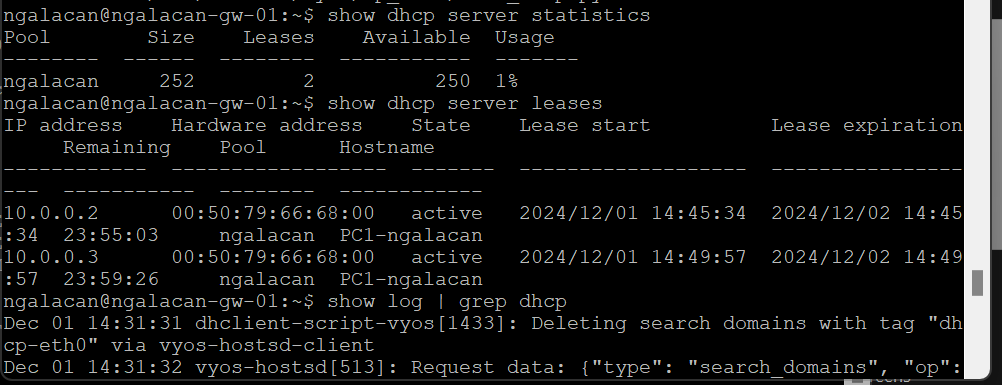 ngalacan@ngalacan-gw-01:~$ show dhcp server statistics
Pool        Size    Leases    Available  Usage
--------  ------  --------  -----------  -------
ngalacan     252         2          250  1%
ngalacan@ngalacan-gw-01:~$ show dhcp server leases
IP address    Hardware address    State    Lease start          Lease expiration
     Remaining    Pool      Hostname
------------  ------------------  -------  -------------------  ----------------
---  -----------  --------  ------------
10.0.0.2      00:50:79:66:68:00   active   2024/12/01 14:45:34  2024/12/02 14:45
:34  23:55:03     ngalacan  PC1-ngalacan
10.0.0.3      00:50:79:66:68:00   active   2024/12/01 14:49:57  2024/12/02 14:49
:57  23:59:26     ngalacan  PC1-ngalacan
ngalacan@ngalacan-gw-01:~$ show log | grep dhcp
Dec 01 14:31:31 dhclient-script-vyos[1433]: Deleting search domains with tag "dh
cp-eth0" via vyos-hostsd-client
Dec 01 14:31:32 vyos-hostsd[513]: Request data: {"type": "search_domains", "op":